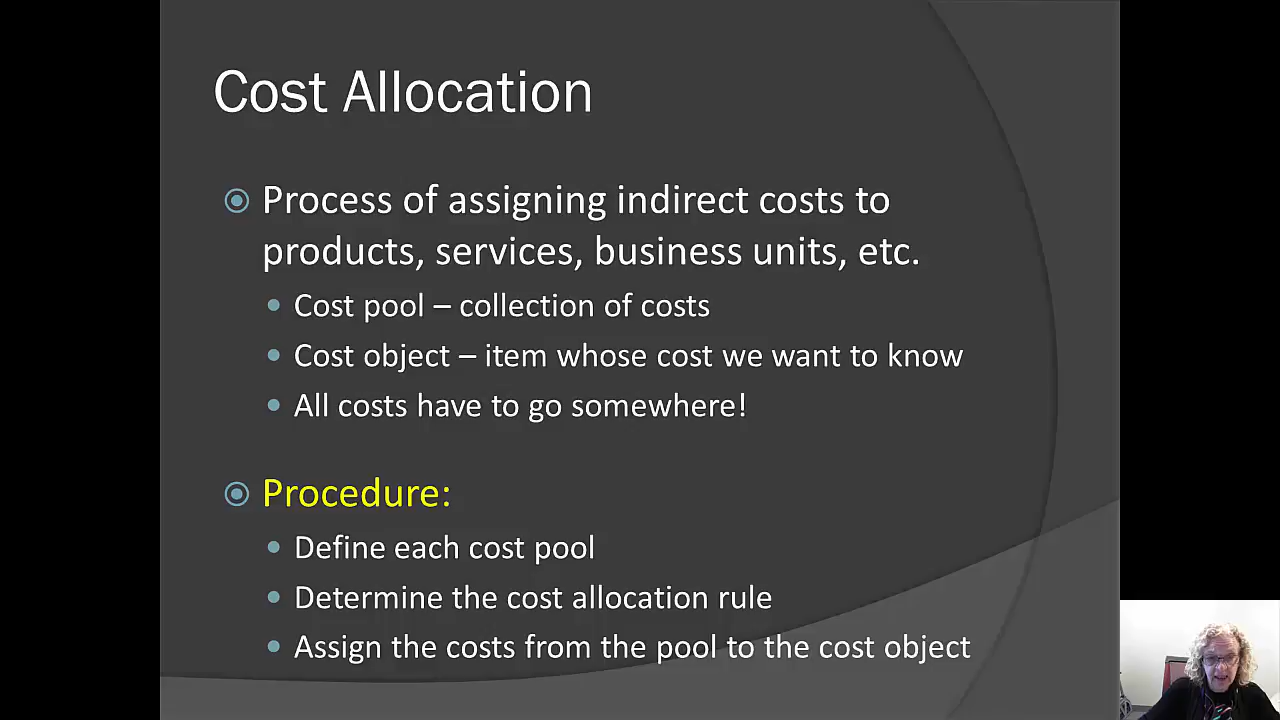 Cost Allocation
Process of assigning indirect costs to
products, services, business units, etc.
Cost pool – collection of costs
Cost object – item whose cost we want to know
All costs have to go somewhere!
Procedure:
Define each cost pool
Determine the cost allocation rule
Assign the costs from the pool to the cost object